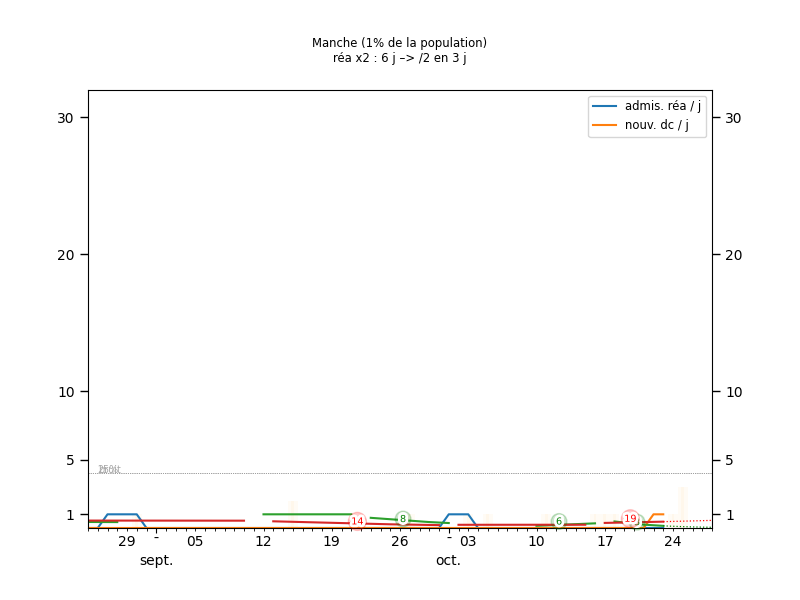 Manche (1% de la population)
réa x2 : 6 j –> /2 en 3 j
admis. réa / j
nouv. dc / j
30 30
20 20
10 10
5 5
1 1
14 8 6 19
29 - 05 12 19 26 - 03 10 17 24
sept. oct.